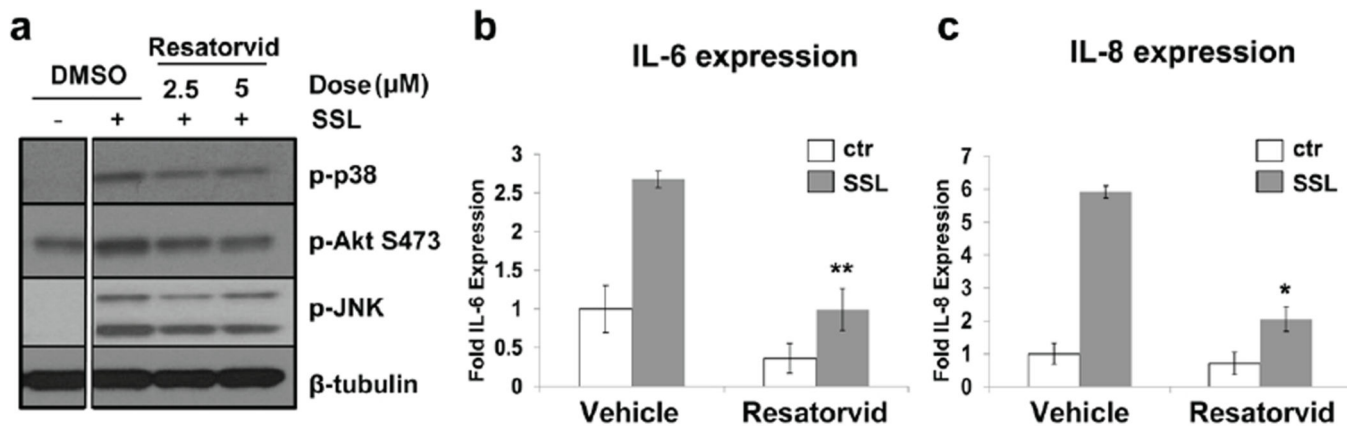 a
Resatorvid
DMSO
2.5 5 Dose (µM)
- + + + SSL
p-p38
p-Akt S473
p-JNK
β-tubulin
b
IL-6 expression
ctr
SSL
Fold IL-6 Expression
3
2.5
2
1.5
1
0.5
0
**
Vehicle Resatorvid
c
IL-8 expression
ctr
SSL
Fold IL-8 Expression
7
6
5
4
3
2
1
0
*
Vehicle Resatorvid